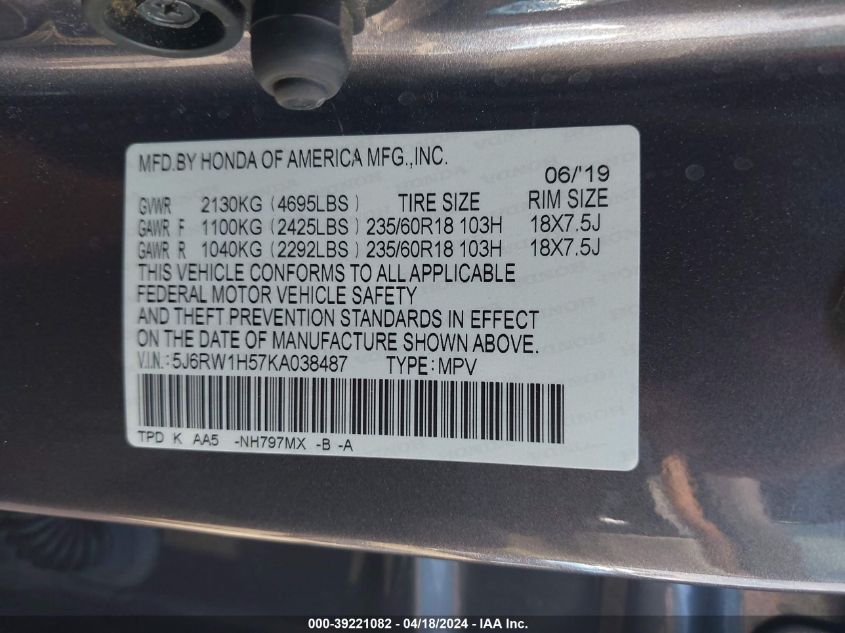 MFD.BY HONDA OF AMERICA MFG.,INC.
06/'19
GVWR 2130KG (4695LBS) TIRE SIZE RIM SIZE
GAWR F 1100KG (2425LBS) 235/60R18 103H 18X7.5J
GAWR R 1040KG (2292LBS) 235/60R18 103H 18X7.5J
THIS VEHICLE CONFORMS TO ALL APPLICABLE
FEDERAL MOTOR VEHICLE SAFETY
AND THEFT PREVENTION STANDARDS IN EFFECT
ON THE DATE OF MANUFACTURE SHOWN ABOVE.
V.I.N.:5J6RW1H57KA038487 TYPE:MPV
TPD K AA5 -NH797MX -B -A
000-39221082 - 04/18/2024 - IAA Inc.